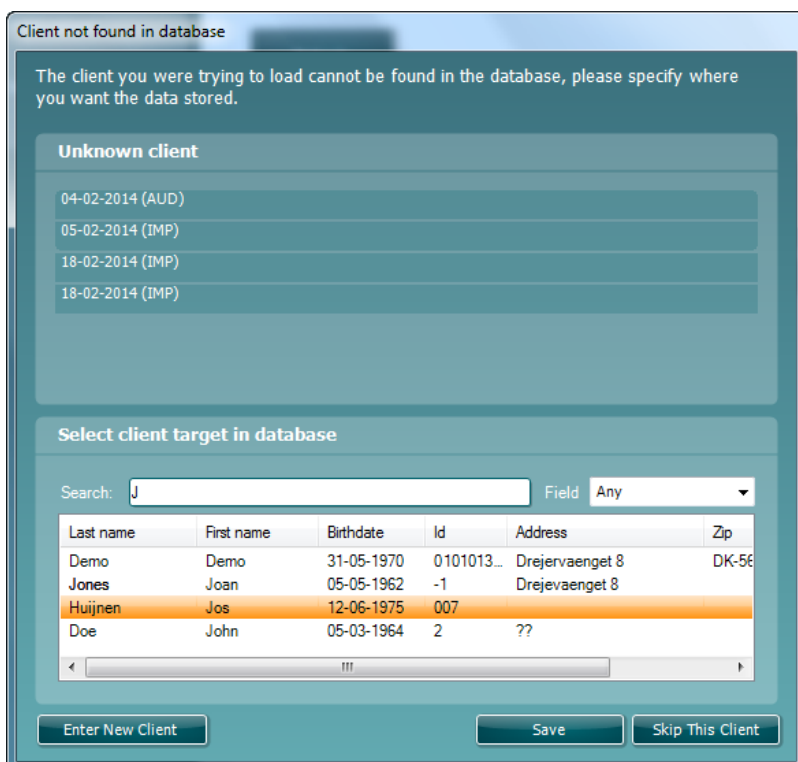 Client not found in database
The client you were trying to load cannot be found in the database, please specify where
you want the data stored.
Unknown client
04-02-2014 (AUD)
05-02-2014 (IMP)
18-02-2014 (IMP)
18-02-2014 (IMP)
Select client target in database
Search: J Field Any
Last name First name Birthdate Id Address Zip
Demo Demo 31-05-1970 0101013... Drejervaenget 8 DK-56
Jones Joan 05-05-1962 -1 Drejevaenget 8
Huijnen Jos 12-06-1975 007
Doe John 05-03-1964 2 ??
Enter New Client Save Skip This Client